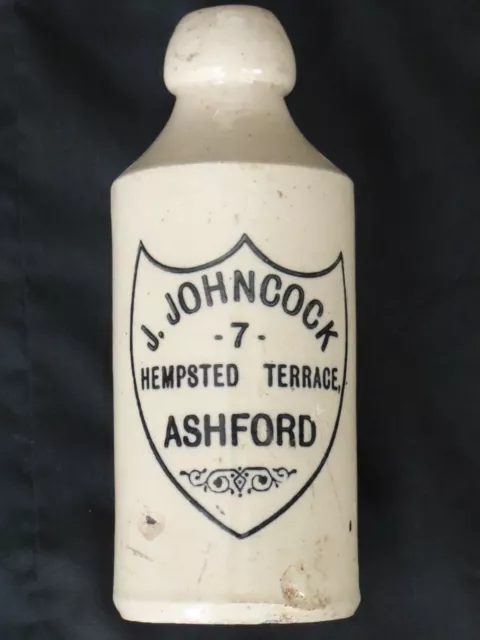 J. JOHNCOCK
- 7 -
HEMPSTED TERRACE,
ASHFORD